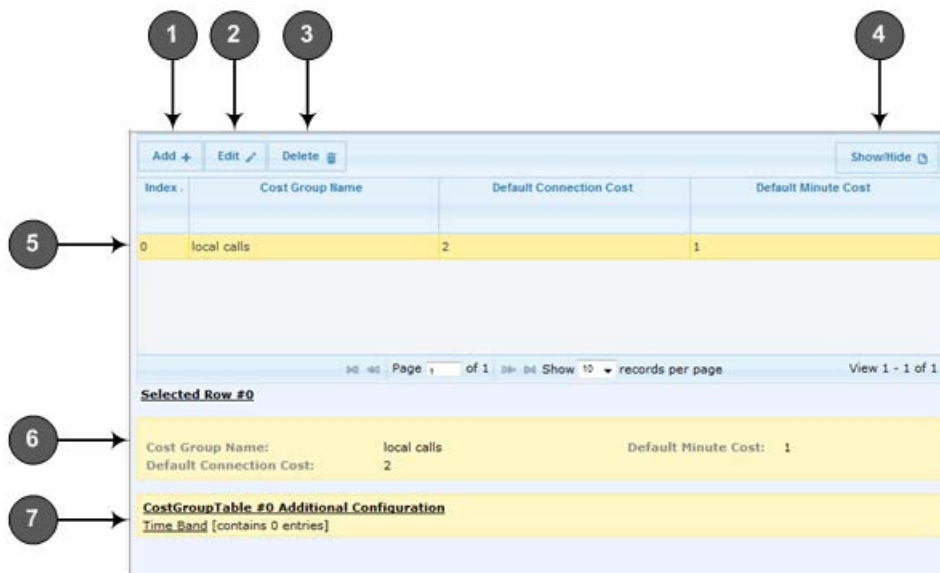 1 2 3 4
Add Edit Delete Show/Hide
Index Cost Group Name Default Connection Cost Default Minute Cost
5
0 local calls 2 1
Page 1 of 1 Show 10 records per page View 1 - 1 of 1
Selected Row #0
6
Cost Group Name: local calls Default Minute Cost: 1
Default Connection Cost: 2
7
CostGroupTable #0 Additional Configuration
Time Band [contains 0 entries]